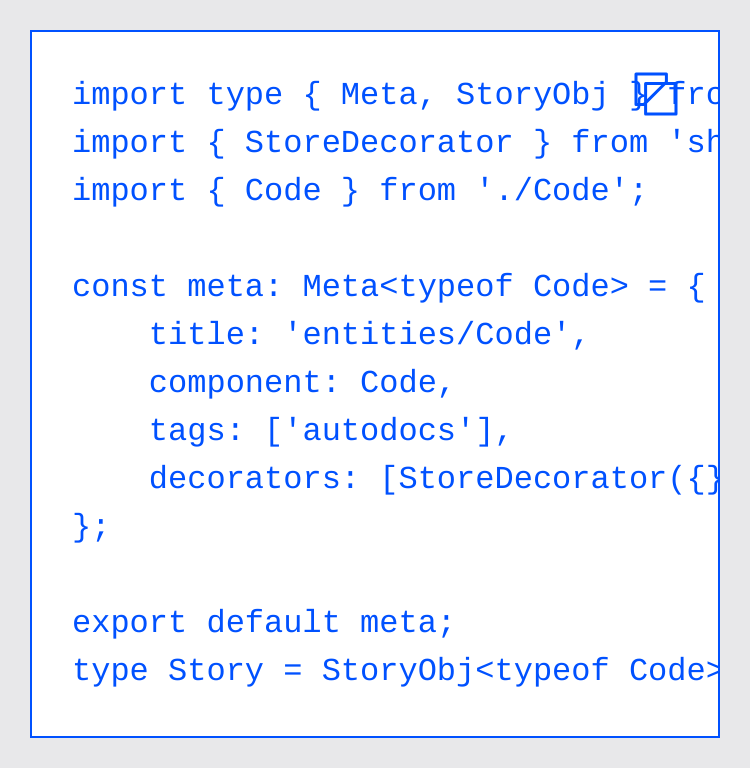 import type { Meta, StoryObj } fro
import { StoreDecorator } from 'sh
import { Code } from './Code';
const meta: Meta<typeof Code> = {
    title: 'entities/Code',
    component: Code,
    tags: ['autodocs'],
    decorators: [StoreDecorator({}
};
export default meta;
type Story = StoryObj<typeof Code>